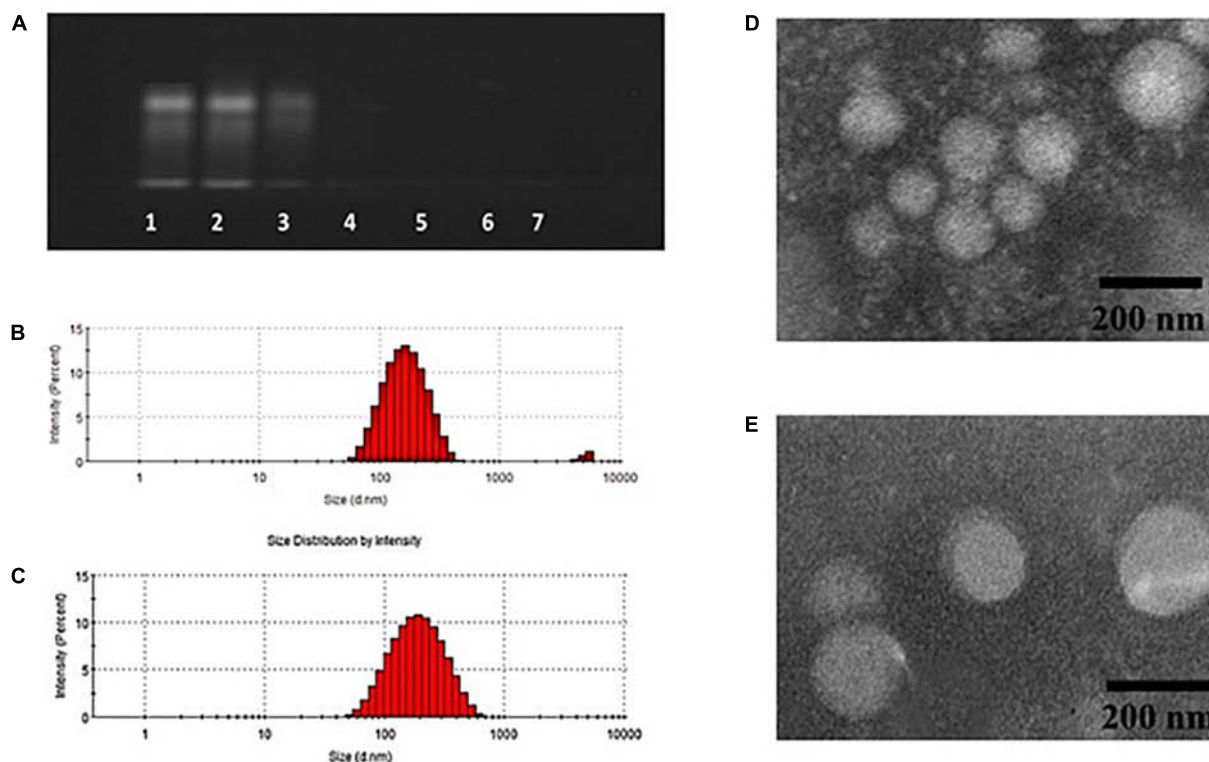 A
1 2 3 4 5 6 7
B
Intensity (Percent)
15
10
5
0
1 10 100 1000 10000
Size (d.nm)
Size Distribution by Intensity
C
Intensity (Percent)
15
10
5
0
1 10 100 1000 10000
Size (d.nm)
D
200 nm
E
200 nm